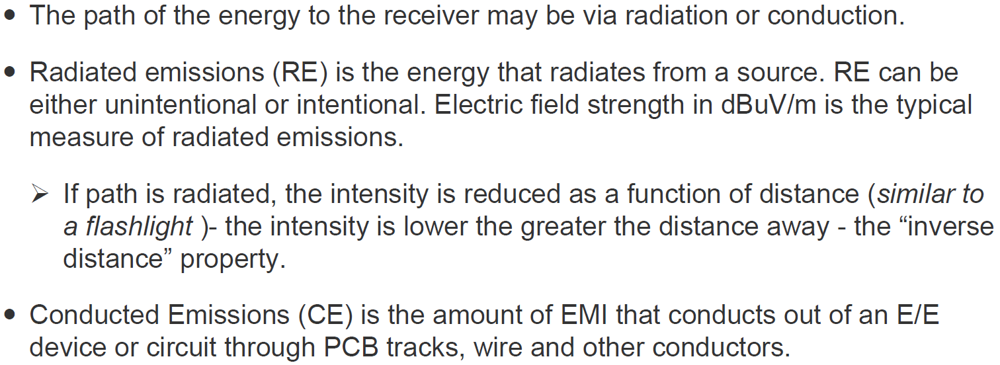 • The path of the energy to the receiver may be via radiation or conduction.
• Radiated emissions (RE) is the energy that radiates from a source. RE can be
either unintentional or intentional. Electric field strength in dBuV/m is the typical
measure of radiated emissions.
➢ If path is radiated, the intensity is reduced as a function of distance (similar to
a flashlight )- the intensity is lower the greater the distance away - the “inverse
distance” property.
• Conducted Emissions (CE) is the amount of EMI that conducts out of an E/E
device or circuit through PCB tracks, wire and other conductors.